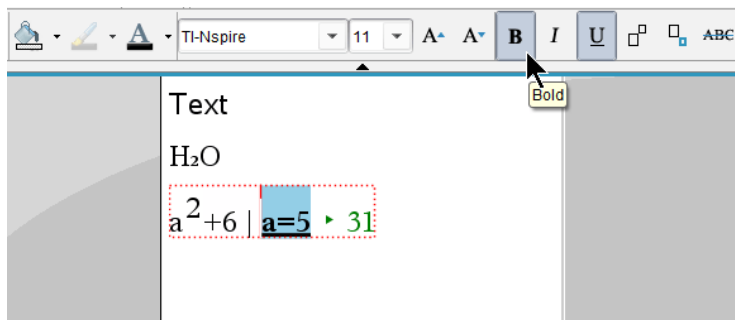 A TI-Nspire 11 A A B I U ABC
Bold
Text
H₂O
a²+6 | a=5 ▸ 31